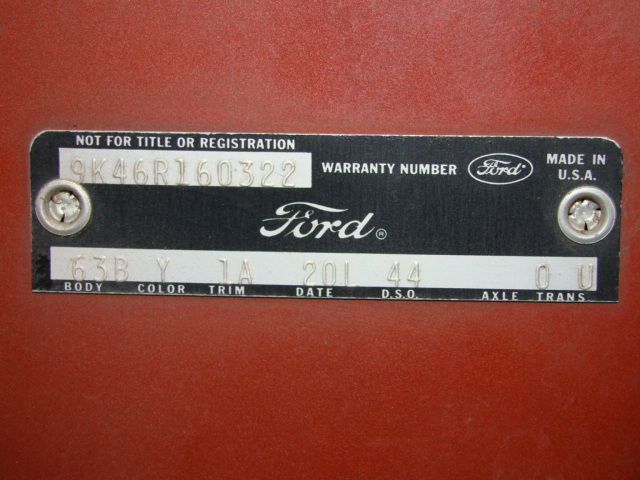 NOT FOR TITLE OR REGISTRATION
9K46R160322 WARRANTY NUMBER Ford MADE IN U.S.A.
Ford ®
63B Y 1A 20L 44 0 U
BODY COLOR TRIM DATE D.S.O. AXLE TRANS